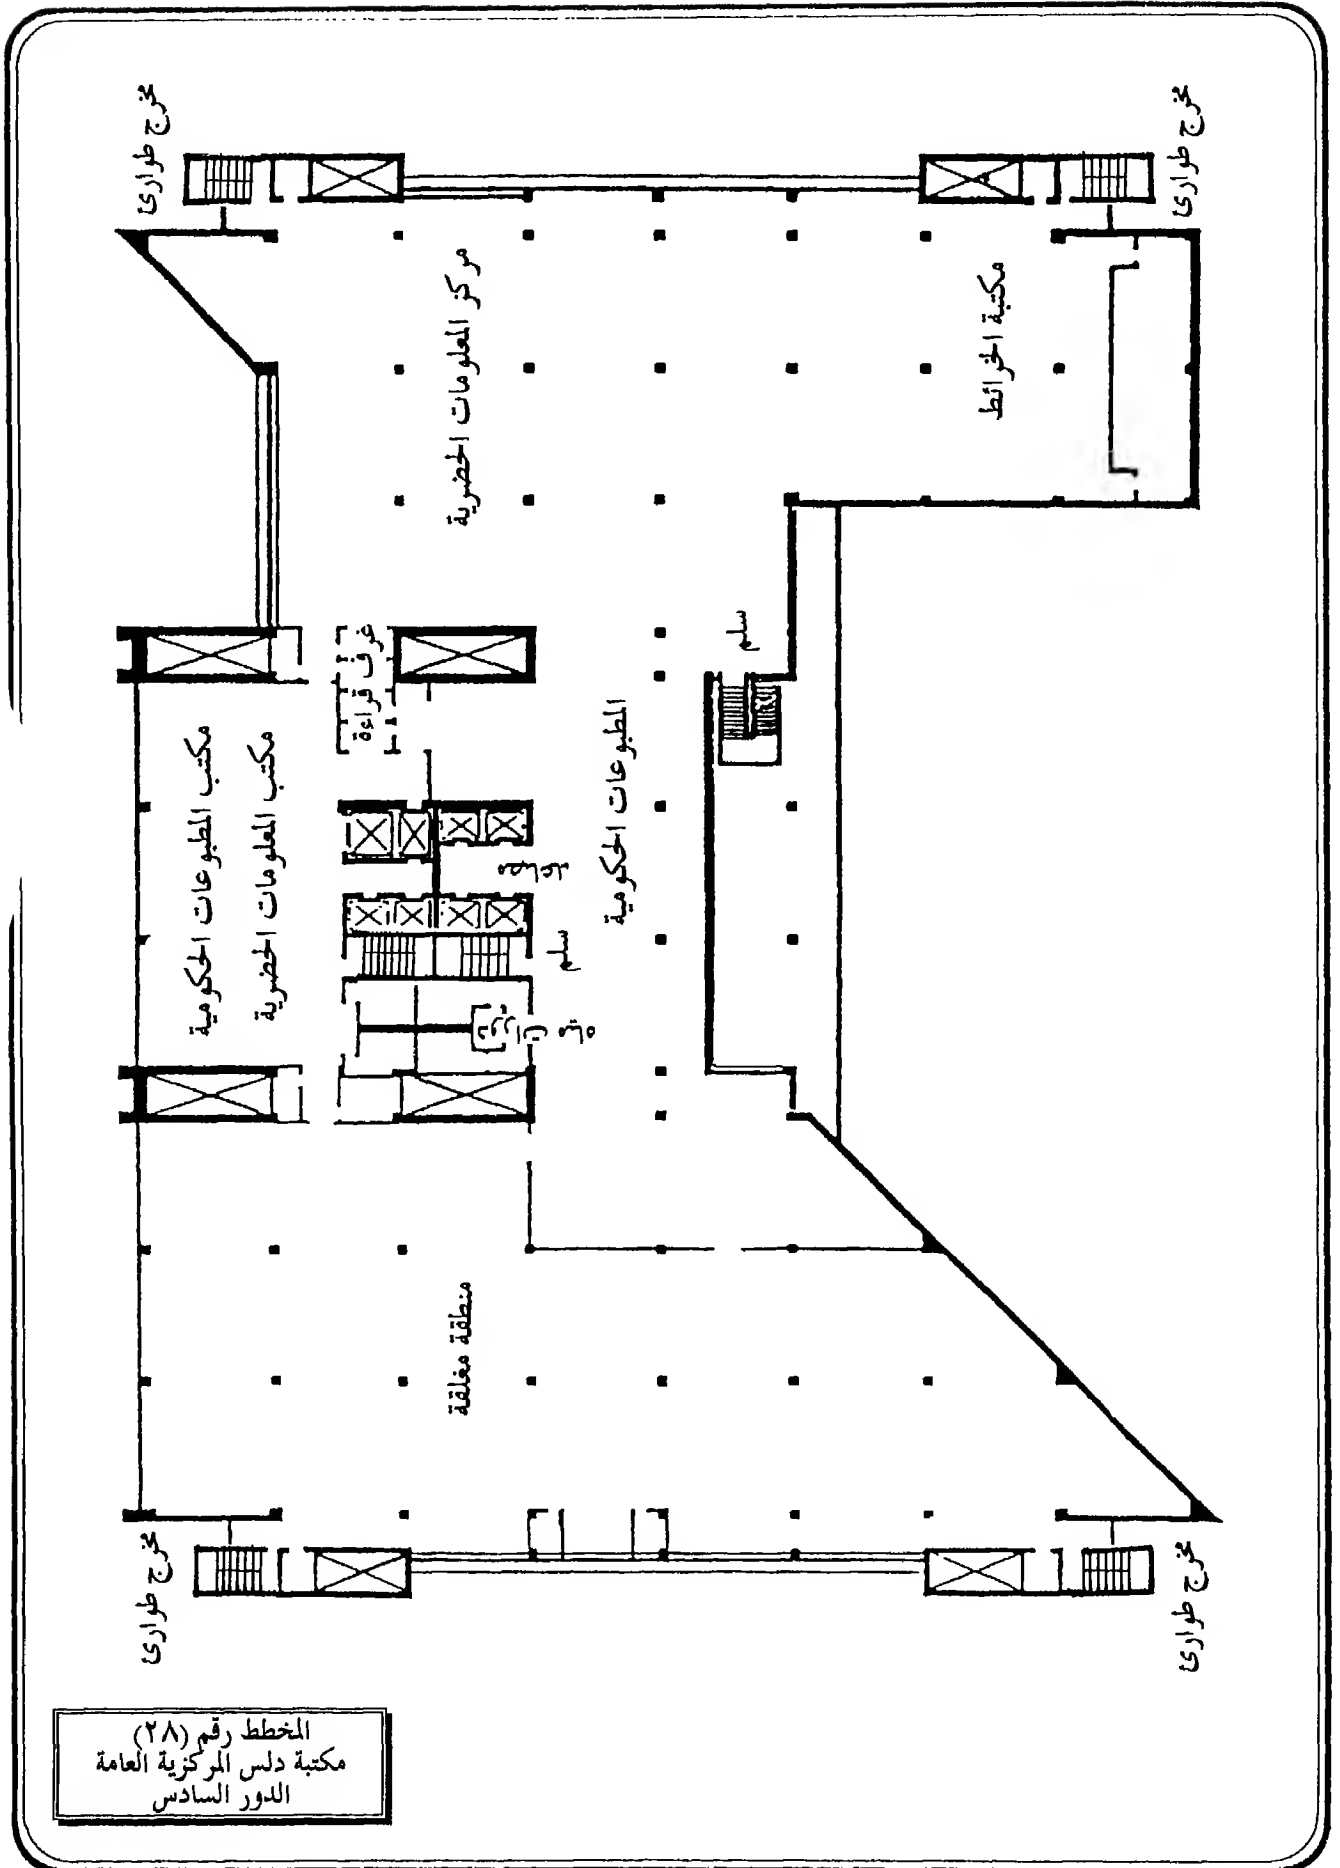 مخرج طوارئ
مخرج طوارئ
مركز المعلومات الحضرية
مكتبة الخرائط
غرف قراءة
سلم
مكتب المطبوعات الحكومية
مكتب المعلومات الحضرية
المطبوعات الحكومية
سلم
منطقة مغلقة
مخرج طوارئ
مخرج طوارئ
المخطط رقم (٢٨)
مكتبة دلس المركزية العامة
الدور السادس